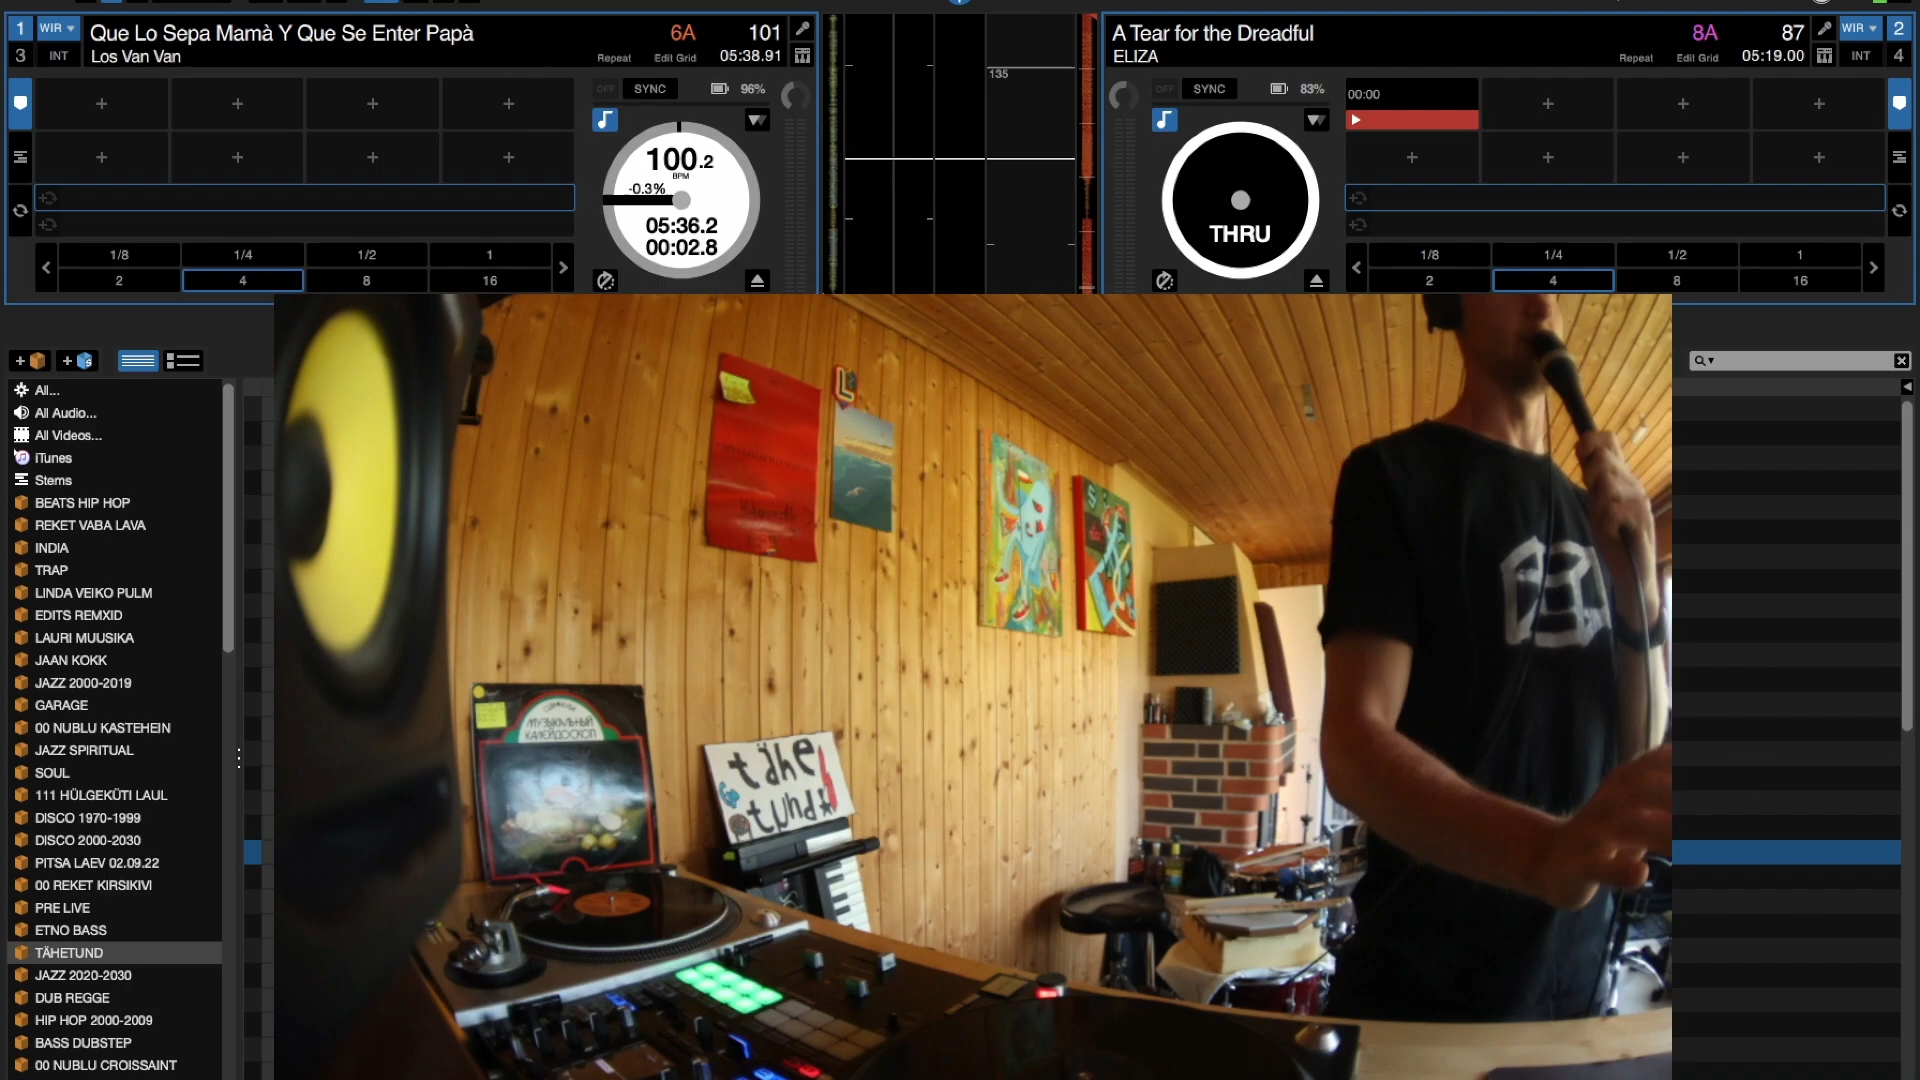 1 WIR Que Lo Sepa Mamà Y Que Se Enter Papà 6A 101
3 INT Los Van Van Repeat Edit Grid 05:38.91
OFF SYNC 96%
100.2
BPM
-0.3%
05:36.2
00:02.8
1/8 1/4 1/2 1
2 4 8 16
135
A Tear for the Dreadful 8A 87 WIR 2
ELIZA Repeat Edit Grid 05:19.00 INT 4
OFF SYNC 83%
THRU
00:00
1/8 1/4 1/2 1
2 4 8 16
All...
All Audio...
All Videos...
iTunes
Stems
BEATS HIP HOP
REKET VABA LAVA
INDIA
TRAP
LINDA VEIKO PULM
EDITS REMXID
LAURI MUUSIKA
JAAN KOKK
JAZZ 2000-2019
GARAGE
00 NUBLU KASTEHEIN
JAZZ SPIRITUAL
SOUL
111 HÜLGEKÜTI LAUL
DISCO 1970-1999
DISCO 2000-2030
PITSA LAEV 02.09.22
00 REKET KIRSIKIVI
PRE LIVE
ETNO BASS
TÄHETUND
JAZZ 2020-2030
DUB REGGE
HIP HOP 2000-2009
BASS DUBSTEP
00 NUBLU CROISSAINT
МУЗЫКАЛЬНЫЙ
КАЛЕЙДОСКОП
tähe
tund